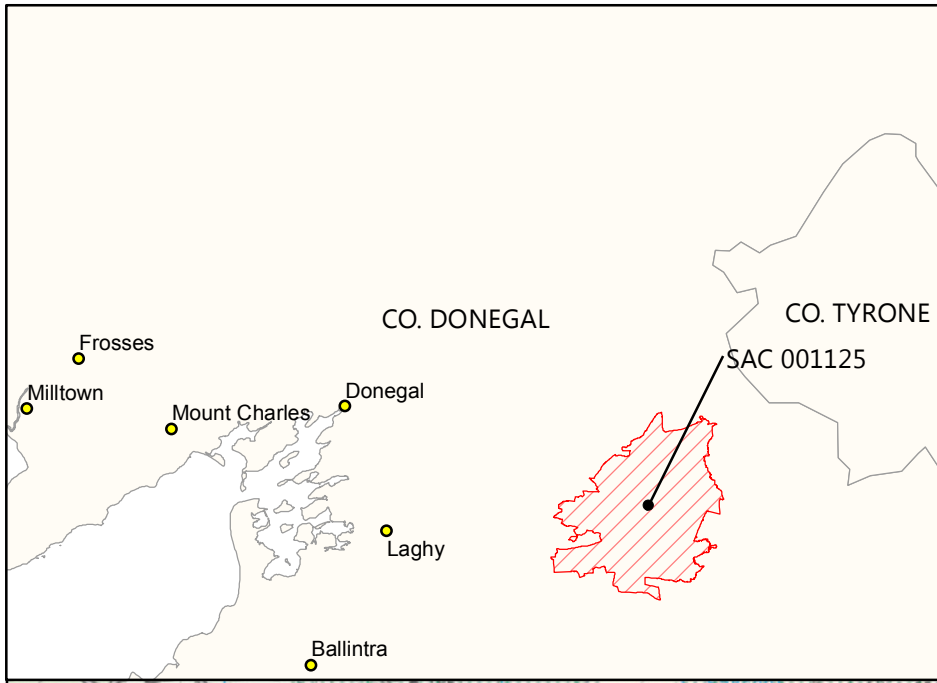 CO. DONEGAL
CO. TYRONE
SAC 001125
Frosses
Milltown
Donegal
Mount Charles
Laghy
Ballintra